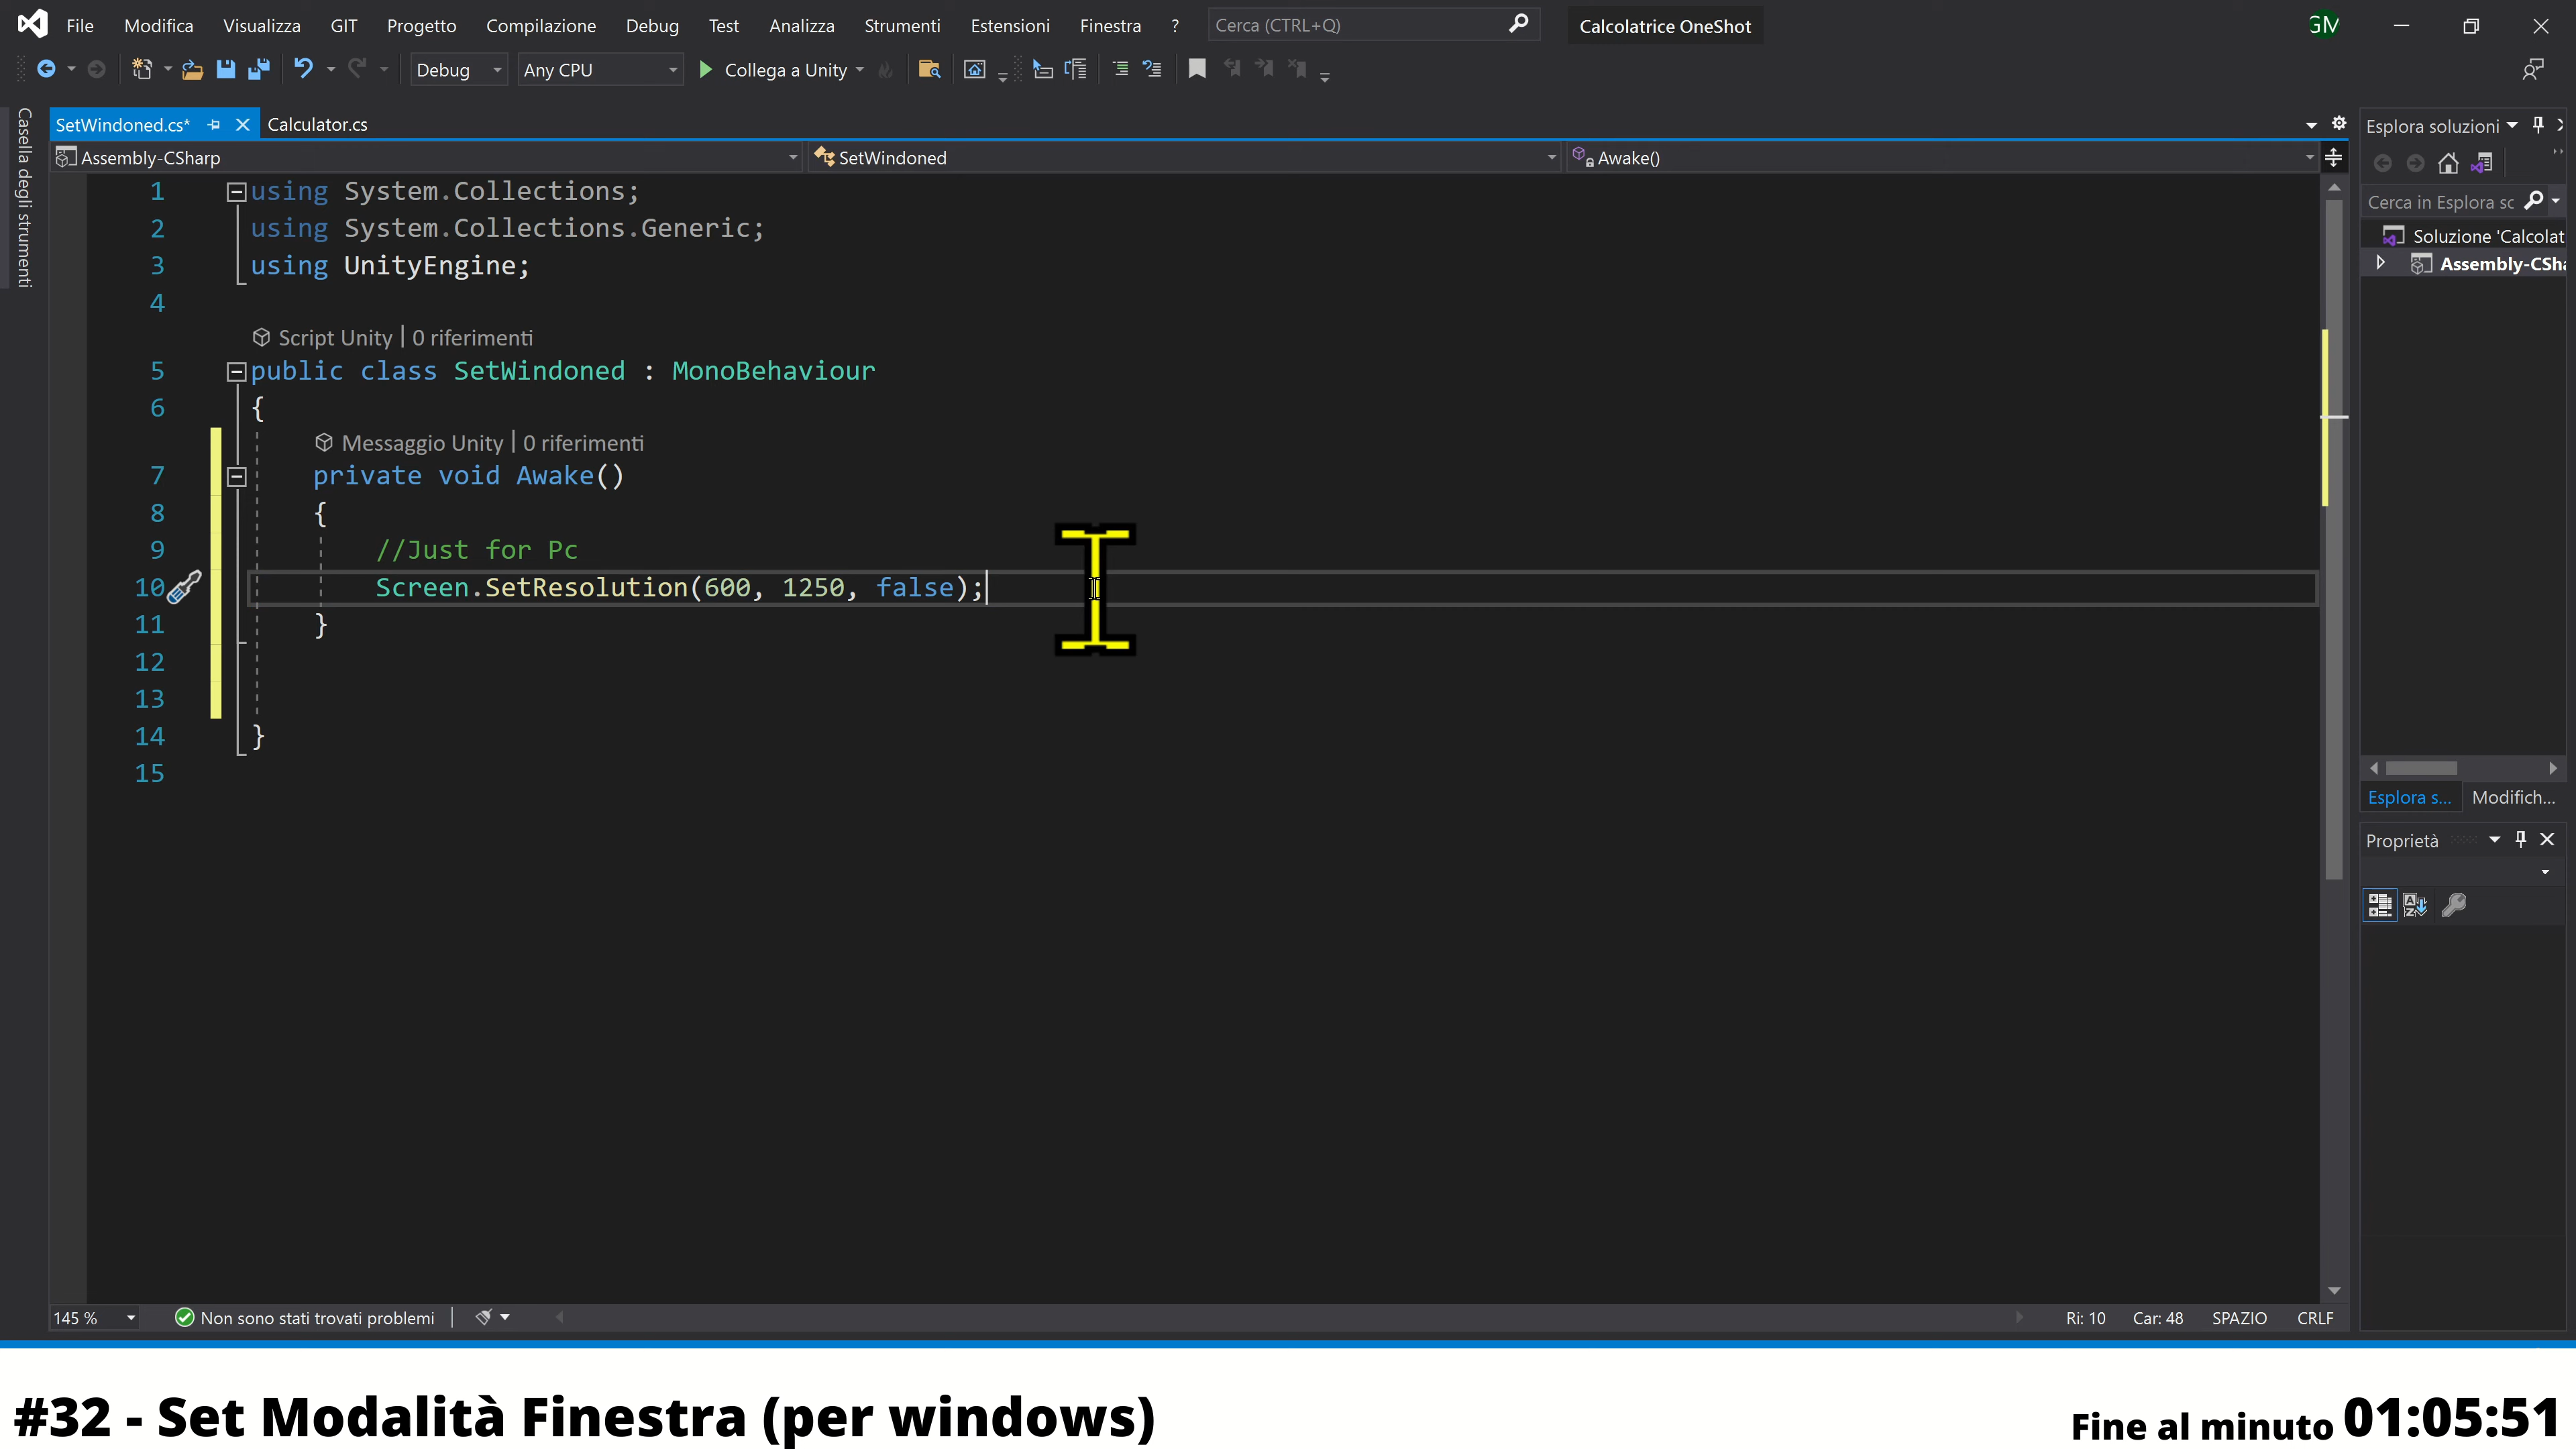 File Modifica Visualizza GIT Progetto Compilazione Debug Test Analizza Strumenti Estensioni Finestra ? Cerca (CTRL+Q) Calcolatrice OneShot GM
Debug Any CPU Collega a Unity
Casella degli strumenti
SetWindoned.cs* Calculator.cs
Assembly-CSharp SetWindoned Awake()
1 using System.Collections;
2 using System.Collections.Generic;
3 using UnityEngine;
4
Script Unity | 0 riferimenti
5 public class SetWindoned : MonoBehaviour
6 {
Messaggio Unity | 0 riferimenti
7 private void Awake()
8 {
9 //Just for Pc
10 Screen.SetResolution(600, 1250, false);
11 }
12
13
14 }
15
Esplora soluzioni
Cerca in Esplora sc
Soluzione 'Calcolat
Assembly-CSha
Esplora s... Modifich...
Proprietà
145 % Non sono stati trovati problemi Ri: 10 Car: 48 SPAZIO CRLF
#32 - Set Modalità Finestra (per windows) Fine al minuto 01:05:51